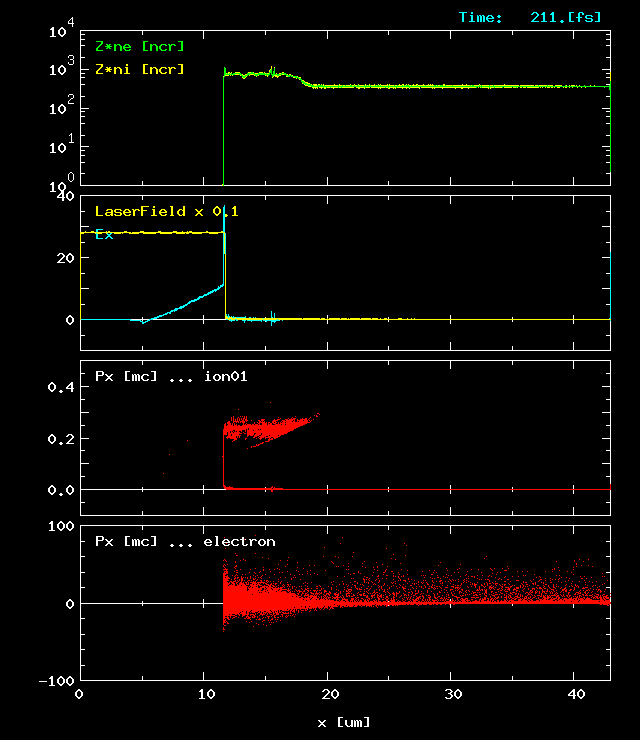 Time: 211.[fs]
10^4
Z*ne [ncr]
10^3
Z*ni [ncr]
10^2
10^1
10^0
40
LaserField x 0.1
Ex
20
0
Px [mc] ... ion01
0.4
0.2
0.0
100
Px [mc] ... electron
0
-100
0 10 20 30 40
x [um]